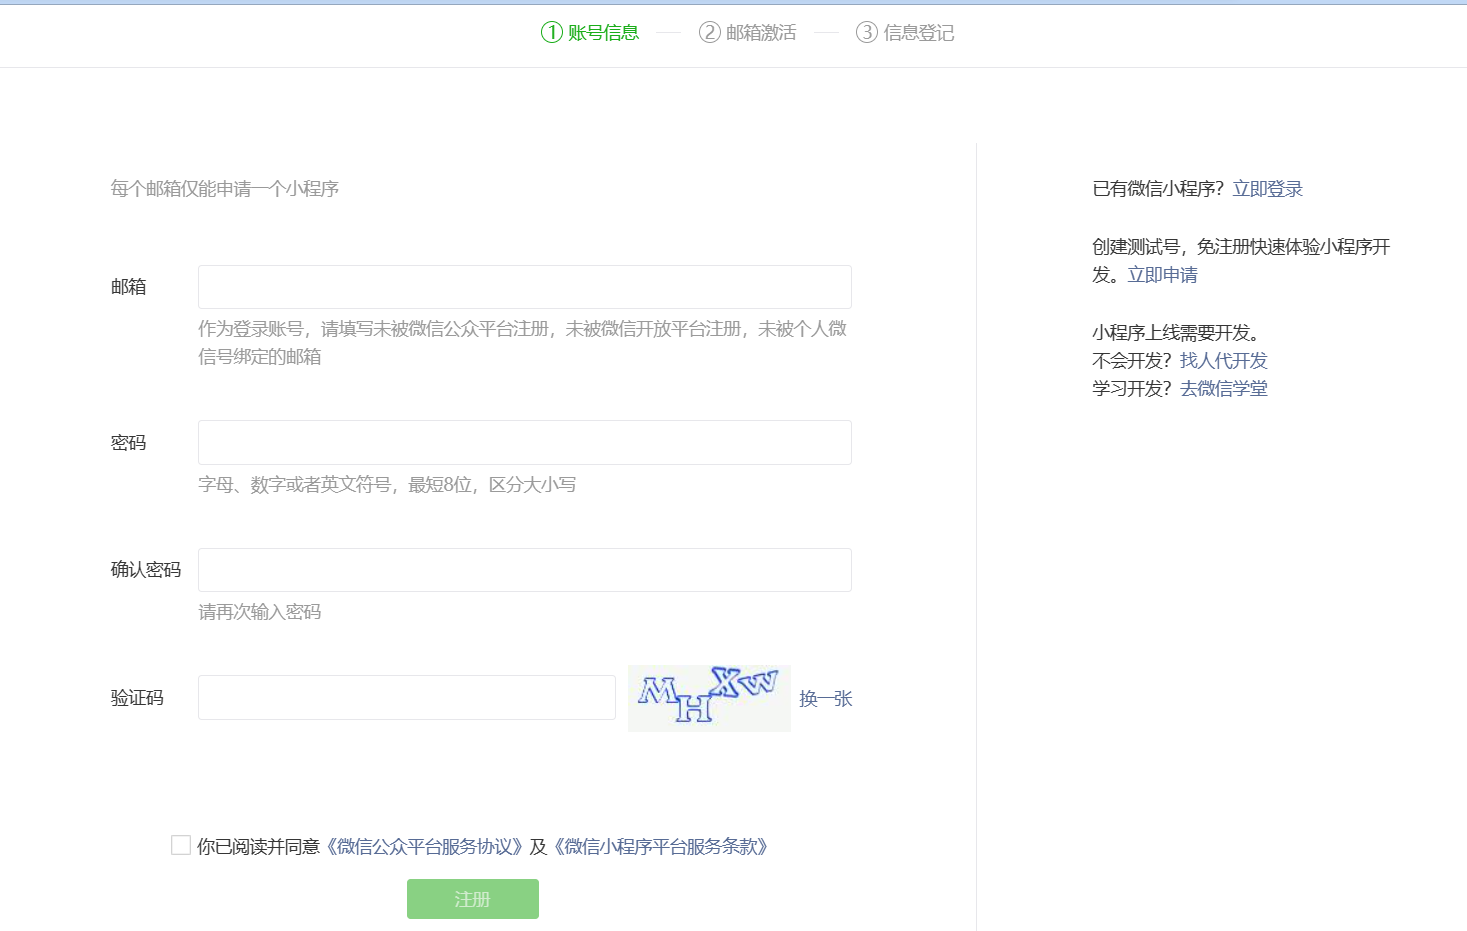 ① 账号信息 ② 邮箱激活 ③ 信息登记
每个邮箱仅能申请一个小程序
邮箱
作为登录账号，请填写未被微信公众平台注册，未被微信开放平台注册，未被个人微
信号绑定的邮箱
密码
字母、数字或者英文符号，最短8位，区分大小写
确认密码
请再次输入密码
验证码
MHXW 换一张
你已阅读并同意《微信公众平台服务协议》及《微信小程序平台服务条款》
注册
已有微信小程序？立即登录
创建测试号，免注册快速体验小程序开
发。立即申请
小程序上线需要开发。
不会开发？找人代开发
学习开发？去微信学堂